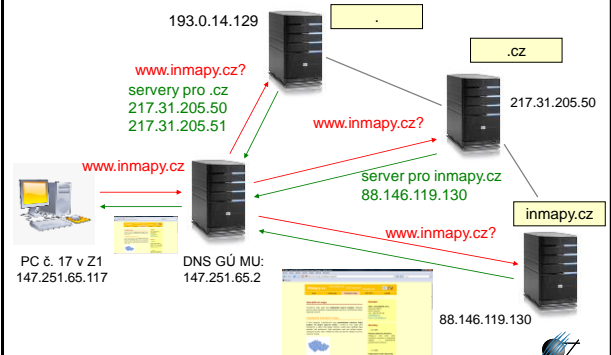 193.0.14.129
.
.cz
www.inmapy.cz?
servery pro .cz
217.31.205.50
217.31.205.51
217.31.205.50
www.inmapy.cz?
www.inmapy.cz
server pro inmapy.cz
88.146.119.130
inmapy.cz
www.inmapy.cz?
PC č. 17 v Z1
147.251.65.117
DNS GÚ MU:
147.251.65.2
88.146.119.130